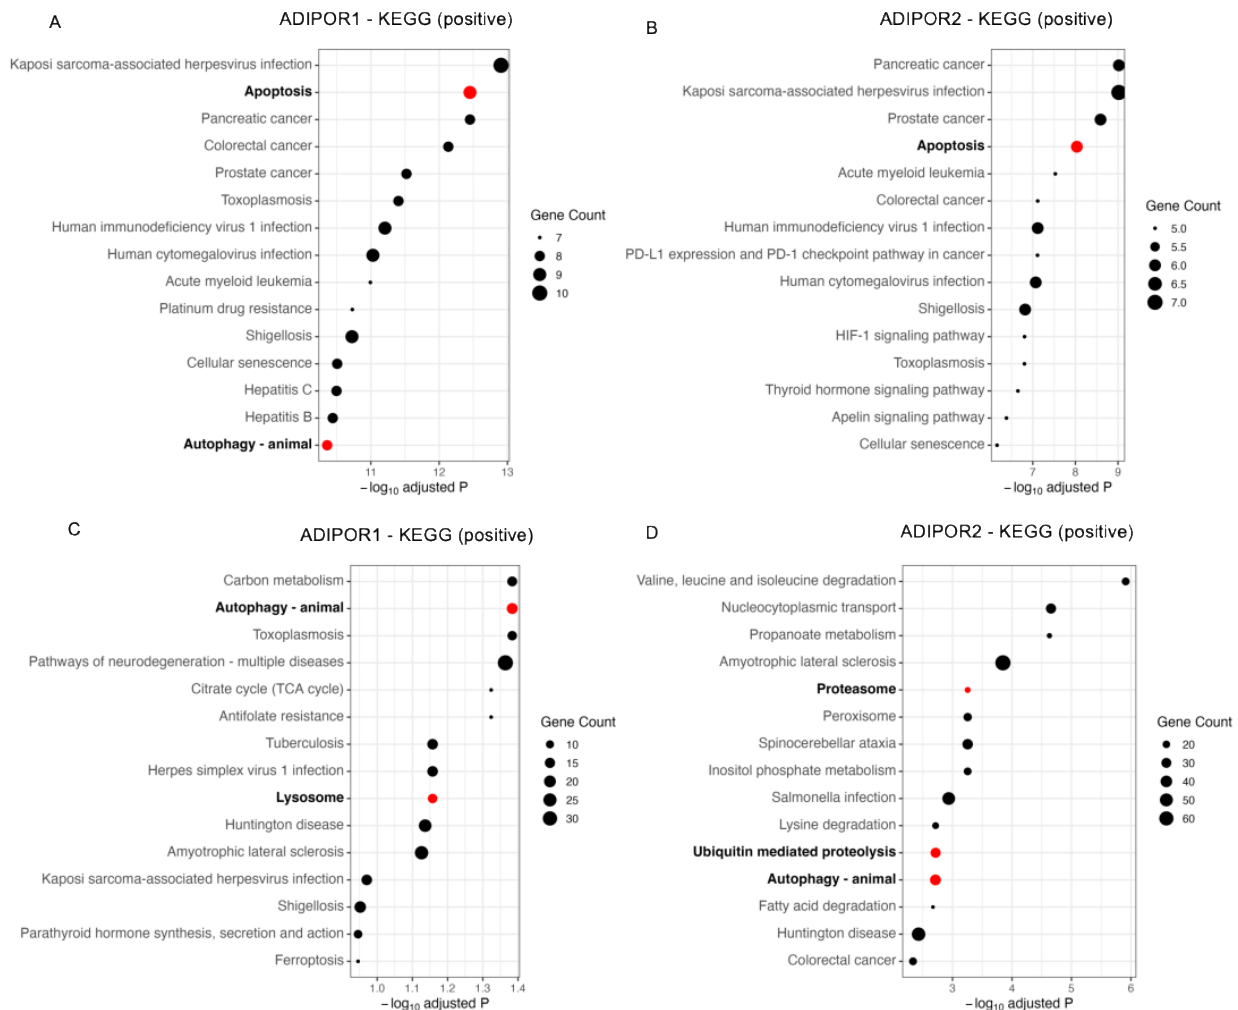 A
ADIPOR1 - KEGG (positive)
Kaposi sarcoma-associated herpesvirus infection
Apoptosis
Pancreatic cancer
Colorectal cancer
Prostate cancer
Toxoplasmosis
Human immunodeficiency virus 1 infection
Human cytomegalovirus infection
Acute myeloid leukemia
Platinum drug resistance
Shigellosis
Cellular senescence
Hepatitis C
Hepatitis B
Autophagy - animal
11 12 13
−log10 adjusted P
Gene Count
7
8
9
10
B
ADIPOR2 - KEGG (positive)
Pancreatic cancer
Kaposi sarcoma-associated herpesvirus infection
Prostate cancer
Apoptosis
Acute myeloid leukemia
Colorectal cancer
Human immunodeficiency virus 1 infection
PD-L1 expression and PD-1 checkpoint pathway in cancer
Human cytomegalovirus infection
Shigellosis
HIF-1 signaling pathway
Toxoplasmosis
Thyroid hormone signaling pathway
Apelin signaling pathway
Cellular senescence
7 8 9
−log10 adjusted P
Gene Count
5.0
5.5
6.0
6.5
7.0
C
ADIPOR1 - KEGG (positive)
Carbon metabolism
Autophagy - animal
Toxoplasmosis
Pathways of neurodegeneration - multiple diseases
Citrate cycle (TCA cycle)
Antifolate resistance
Tuberculosis
Herpes simplex virus 1 infection
Lysosome
Huntington disease
Amyotrophic lateral sclerosis
Kaposi sarcoma-associated herpesvirus infection
Shigellosis
Parathyroid hormone synthesis, secretion and action
Ferroptosis
1.0 1.1 1.2 1.3 1.4
−log10 adjusted P
Gene Count
10
15
20
25
30
D
ADIPOR2 - KEGG (positive)
Valine, leucine and isoleucine degradation
Nucleocytoplasmic transport
Propanoate metabolism
Amyotrophic lateral sclerosis
Proteasome
Peroxisome
Spinocerebellar ataxia
Inositol phosphate metabolism
Salmonella infection
Lysine degradation
Ubiquitin mediated proteolysis
Autophagy - animal
Fatty acid degradation
Huntington disease
Colorectal cancer
3 4 5 6
−log10 adjusted P
Gene Count
20
30
40
50
60